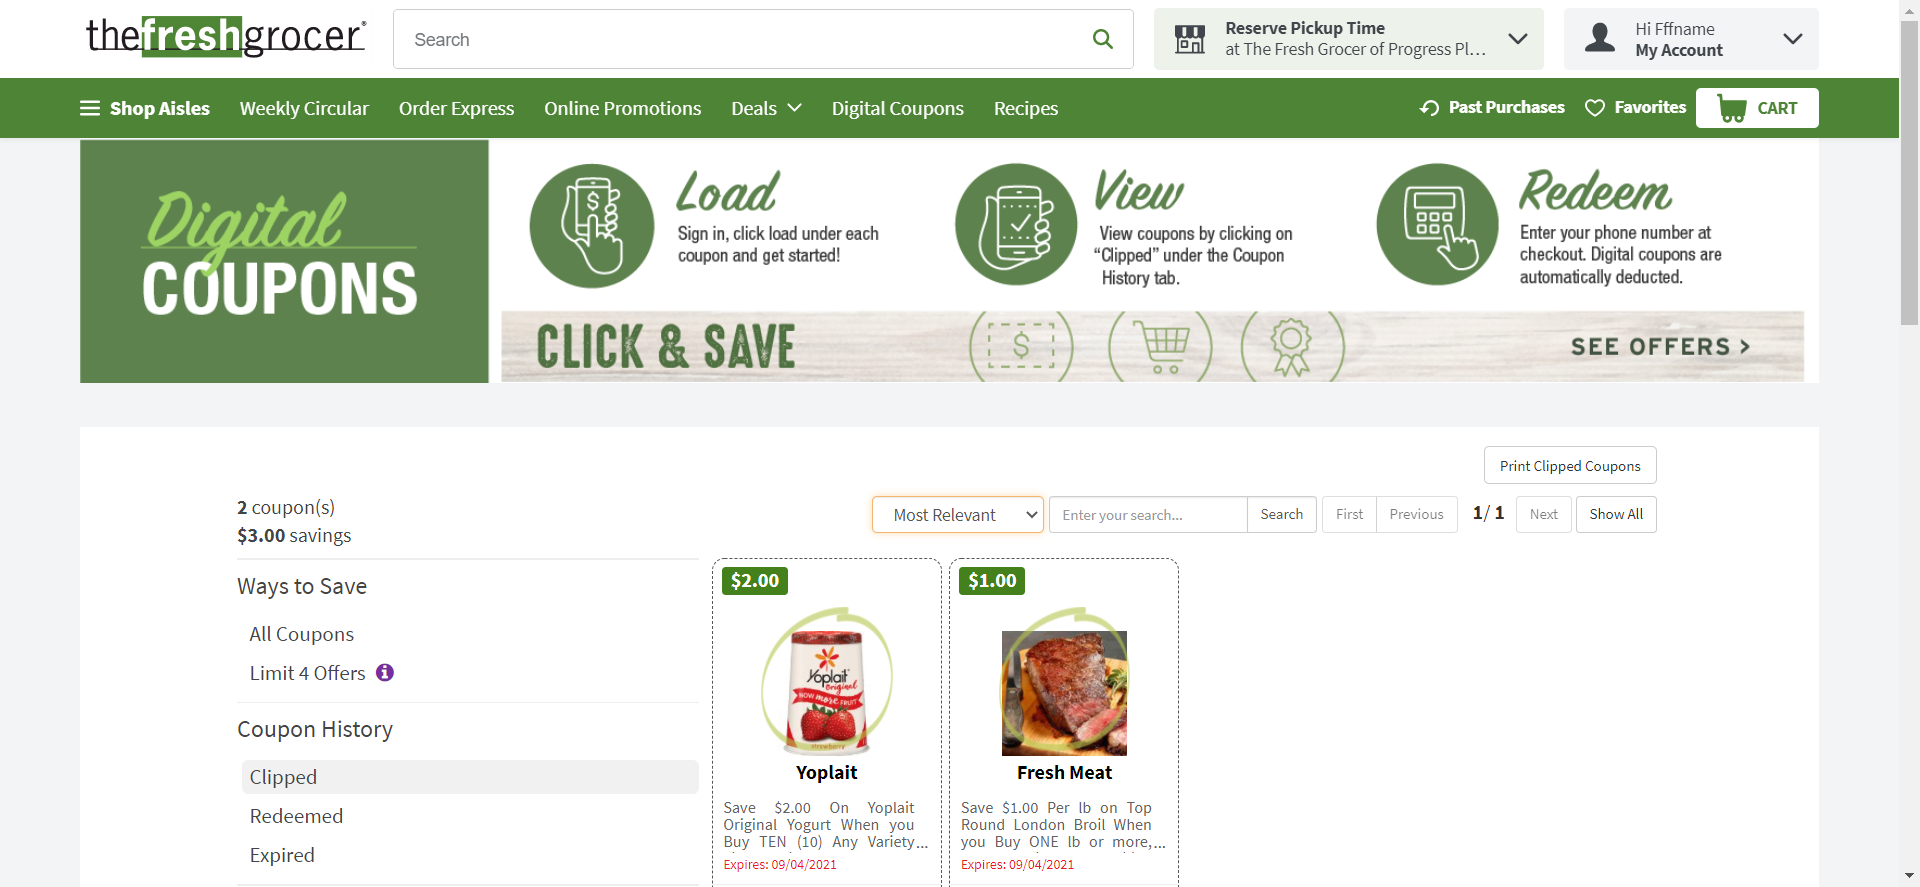 thefreshgrocer®
Search
Reserve Pickup Time
at The Fresh Grocer of Progress Pl...
Hi Fffname
My Account
Shop Aisles
Weekly Circular
Order Express
Online Promotions
Deals
Digital Coupons
Recipes
Past Purchases
Favorites
CART
Digital
COUPONS
Load
Sign in, click load under each
coupon and get started!
View
View coupons by clicking on
“Clipped” under the Coupon
History tab.
Redeem
Enter your phone number at
checkout. Digital coupons are
automatically deducted.
CLICK & SAVE
SEE OFFERS >
Print Clipped Coupons
2 coupon(s)
$3.00 savings
Most Relevant
Enter your search...
Search
First
Previous
1/ 1
Next
Show All
Ways to Save
All Coupons
Limit 4 Offers
Coupon History
Clipped
Redeemed
Expired
$2.00
Yoplait
Original
NOW more FRUIT
strawberry
Yoplait
Save $2.00 On Yoplait
Original Yogurt When you
Buy TEN (10) Any Variety...
Expires: 09/04/2021
$1.00
Fresh Meat
Save $1.00 Per lb on Top
Round London Broil When
you Buy ONE lb or more,...
Expires: 09/04/2021